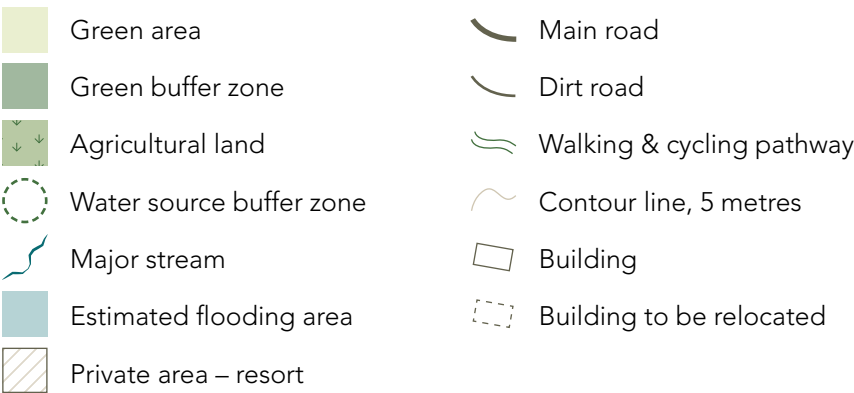 Green area
Green buffer zone
Agricultural land
Water source buffer zone
Major stream
Estimated flooding area
Private area – resort
Main road
Dirt road
Walking & cycling pathway
Contour line, 5 metres
Building
Building to be relocated